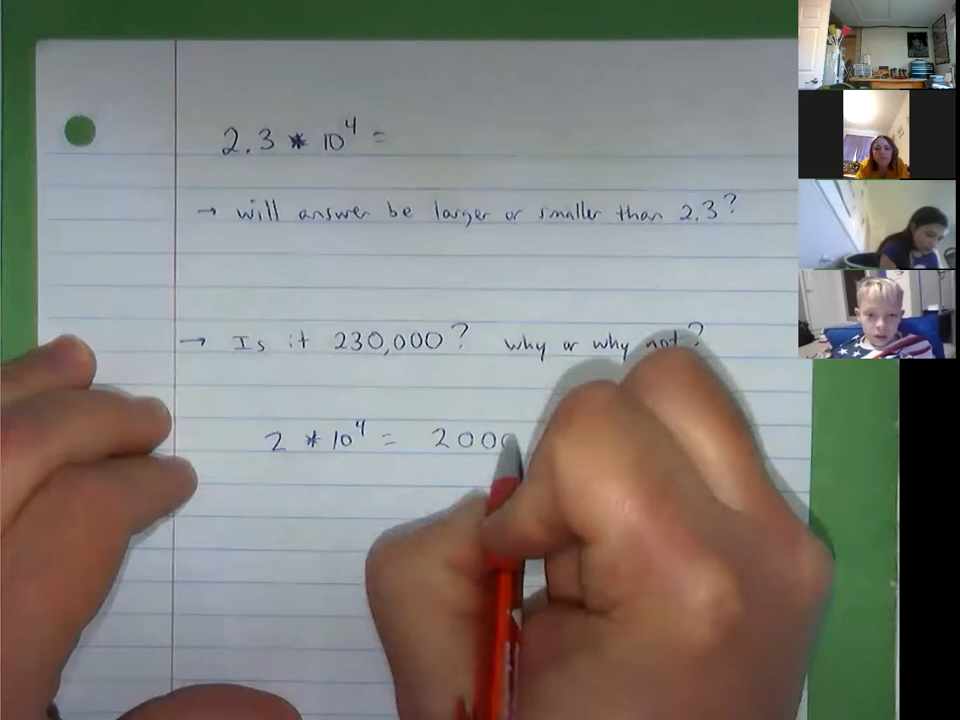 2.3 * 10⁴ =
→ will answer be larger or smaller than 2.3?
→ Is it 230,000? why or why not?
2 * 10⁴ = 2000